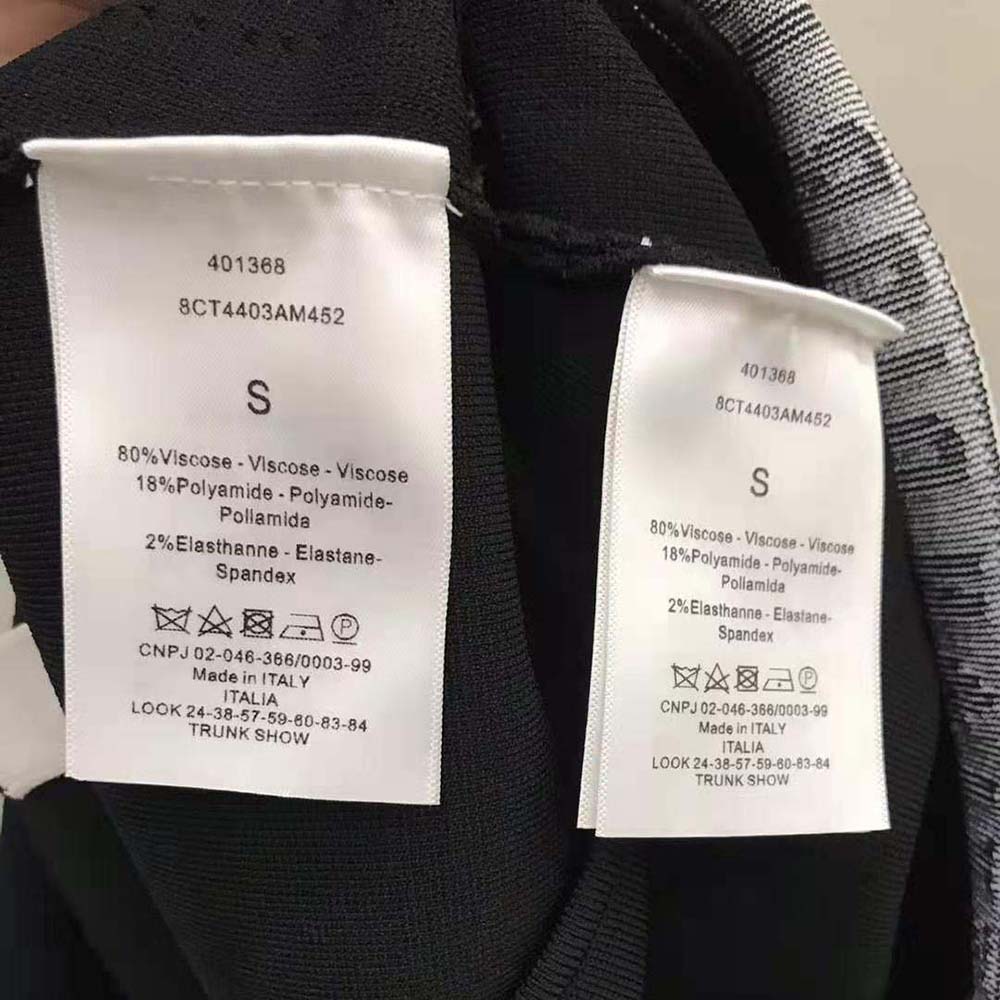 401368
8CT4403AM452
S
80%Viscose - VIscose - Viscose
18%Polyamide - Polyamide-
Pollamida
2%Elasthanne - Elastane-
Spandex
P
CNPJ 02-046-366/0003-99
Made in ITALY
ITALIA
LOOK 24-38-57-59-60-83-84
TRUNK SHOW
401368
8CT4403AM452
S
80%Viscose - VIscose - Viscose
18%Polyamide - Polyamide-
Pollamida
2%Elasthanne - Elastane-
Spandex
P
CNPJ 02-046-366/0003-99
Made in ITALY
ITALIA
LOOK 24-38-57-59-60-83-84
TRUNK SHOW